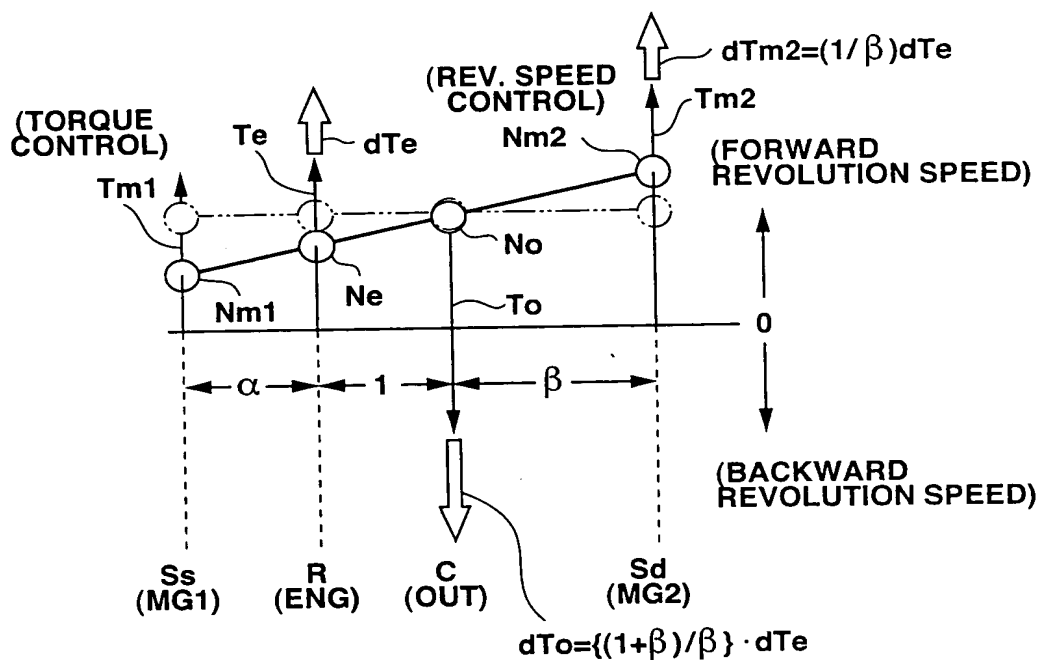 dTm2=(1/β)dTe
(REV. SPEED
CONTROL)
Tm2
(TORQUE
CONTROL)
Te
dTe
Nm2
(FORWARD
REVOLUTION SPEED)
Tm1
No
Nm1
Ne
To
0
α
1
β
(BACKWARD
REVOLUTION SPEED)
Ss
(MG1)
R
(ENG)
C
(OUT)
Sd
(MG2)
dTo={(1+β)/β}·dTe